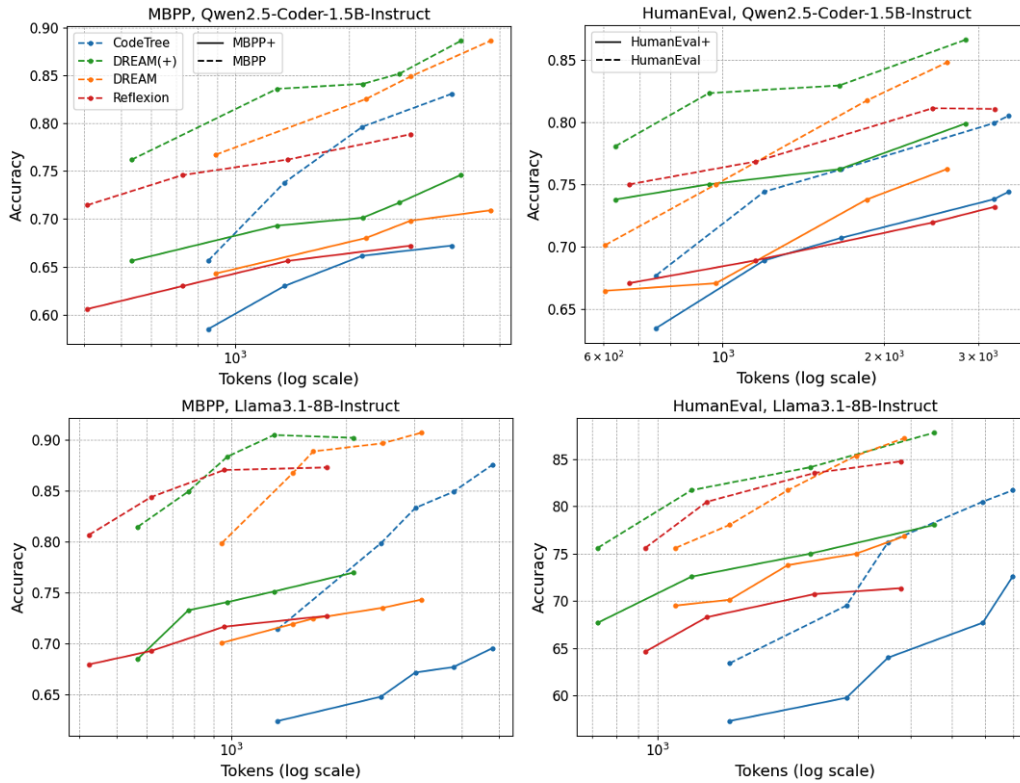 MBPP, Qwen2.5-Coder-1.5B-Instruct
0.90
0.85
0.80
0.75
0.70
0.65
0.60
Accuracy
CodeTree
DREAM(+)
DREAM
Reflexion
MBPP+
MBPP
10³
Tokens (log scale)
HumanEval, Qwen2.5-Coder-1.5B-Instruct
0.85
0.80
0.75
0.70
0.65
Accuracy
HumanEval+
HumanEval
6 × 10² 10³ 2 × 10³ 3 × 10³
Tokens (log scale)
MBPP, Llama3.1-8B-Instruct
0.90
0.85
0.80
0.75
0.70
0.65
Accuracy
10³
Tokens (log scale)
HumanEval, Llama3.1-8B-Instruct
85
80
75
70
65
60
Accuracy
10³
Tokens (log scale)